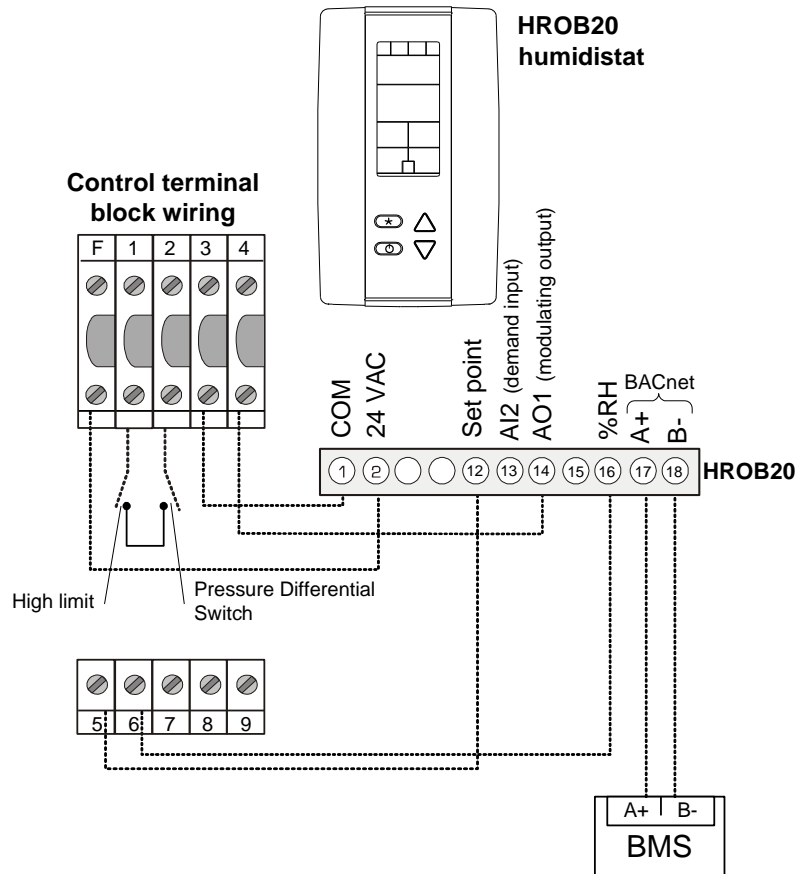 HROB20
humidistat
Control terminal
block wiring
F 1 2 3 4
COM
24 VAC
Set point
AI2 (demand input)
AO1 (modulating output)
%RH
BACnet
A+
B-
1 2 12 13 14 15 16 17 18 HROB20
High limit
Pressure Differential
Switch
5 6 7 8 9
A+ B-
BMS